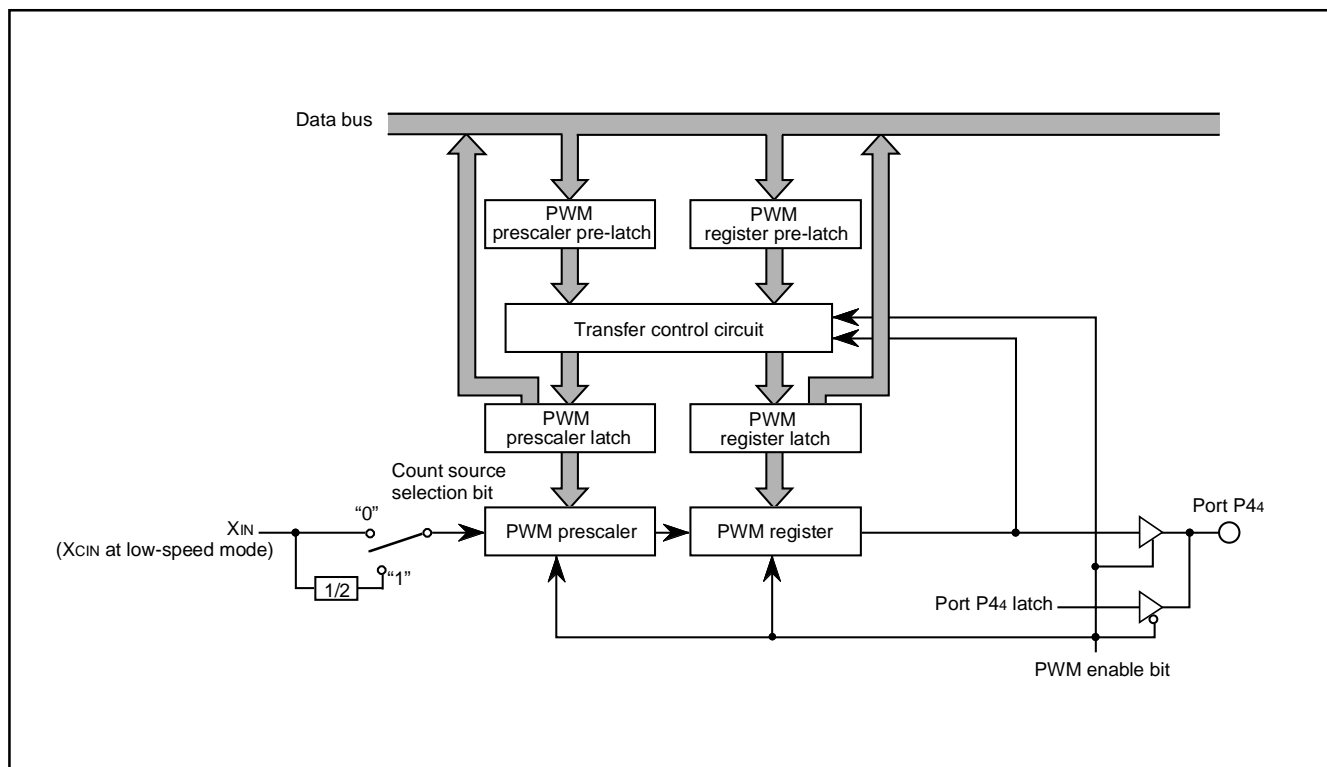 Data bus
PWM
prescaler pre-latch
PWM
register pre-latch
Transfer control circuit
PWM
prescaler latch
PWM
register latch
Count source
selection bit
XIN
(XCIN at low-speed mode)
“0”
“1”
1/2
PWM prescaler
PWM register
Port P44
Port P44 latch
PWM enable bit